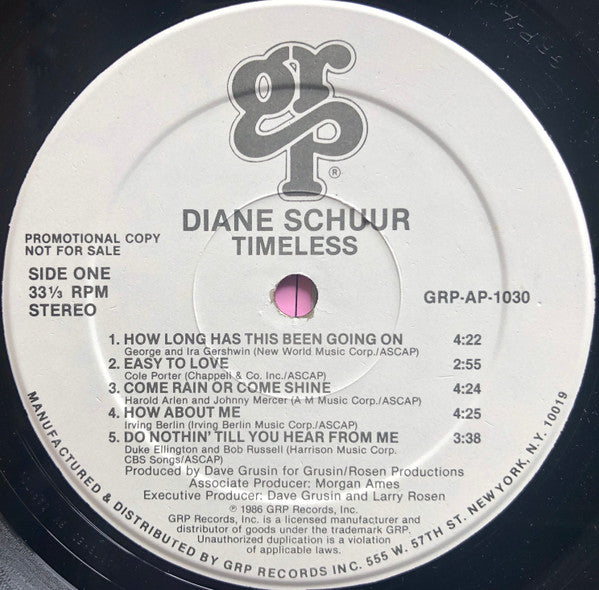 grp®
DIANE SCHUUR
TIMELESS
PROMOTIONAL COPY
NOT FOR SALE
SIDE ONE
33⅓ RPM
STEREO
GRP-AP-1030
1. HOW LONG HAS THIS BEEN GOING ON 4:22
George and Ira Gershwin (New World Music Corp./ASCAP)
2. EASY TO LOVE 2:55
Cole Porter (Chappell & Co. Inc./ASCAP)
3. COME RAIN OR COME SHINE 4:24
Harold Arlen and Johnny Mercer (A M Music Corp./ASCAP)
4. HOW ABOUT ME 4:25
Irving Berlin (Irving Berlin Music Corp./ASCAP)
5. DO NOTHIN' TILL YOU HEAR FROM ME 3:38
Duke Ellington and Bob Russell (Harrison Music Corp.
CBS Songs/ASCAP)
Produced by Dave Grusin for Grusin/Rosen Productions
Associate Producer: Morgan Ames
Executive Producer: Dave Grusin and Larry Rosen
℗ 1986 GRP Records, Inc.
GRP Records, Inc. is a licensed manufacturer and
distributor of goods under the trademark GRP.
Unauthorized duplication is a violation
of applicable laws.
MANUFACTURED & DISTRIBUTED BY GRP RECORDS INC. 555 W. 57TH ST. NEW YORK, N.Y. 10019